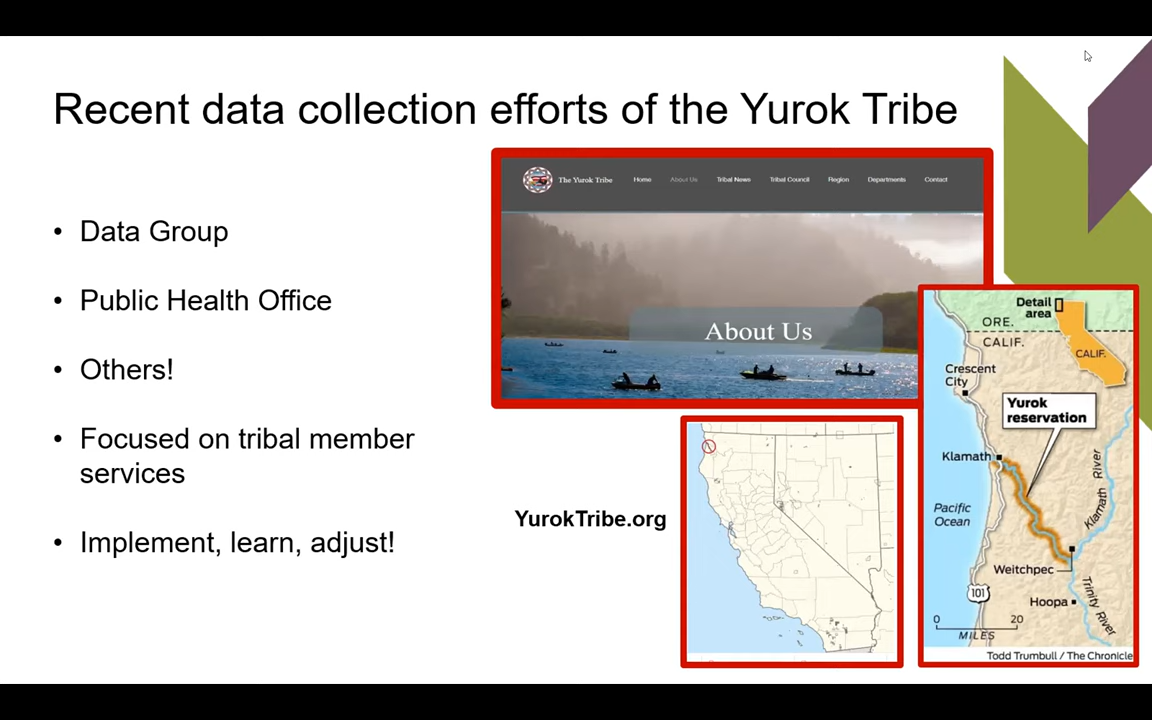 Recent data collection efforts of the Yurok Tribe
• Data Group
• Public Health Office
• Others!
• Focused on tribal member
services
• Implement, learn, adjust!
The Yurok Tribe
Home
About Us
Tribal News
Tribal Council
Region
Departments
Contact
About Us
YurokTribe.org
Detail
area
ORE.
CALIF.
CALIF.
Crescent
City
Yurok
reservation
Klamath
Klamath River
Pacific
Ocean
Weitchpec
101
Hoopa
Trinity River
0 20
MILES
Todd Trumbull / The Chronicle